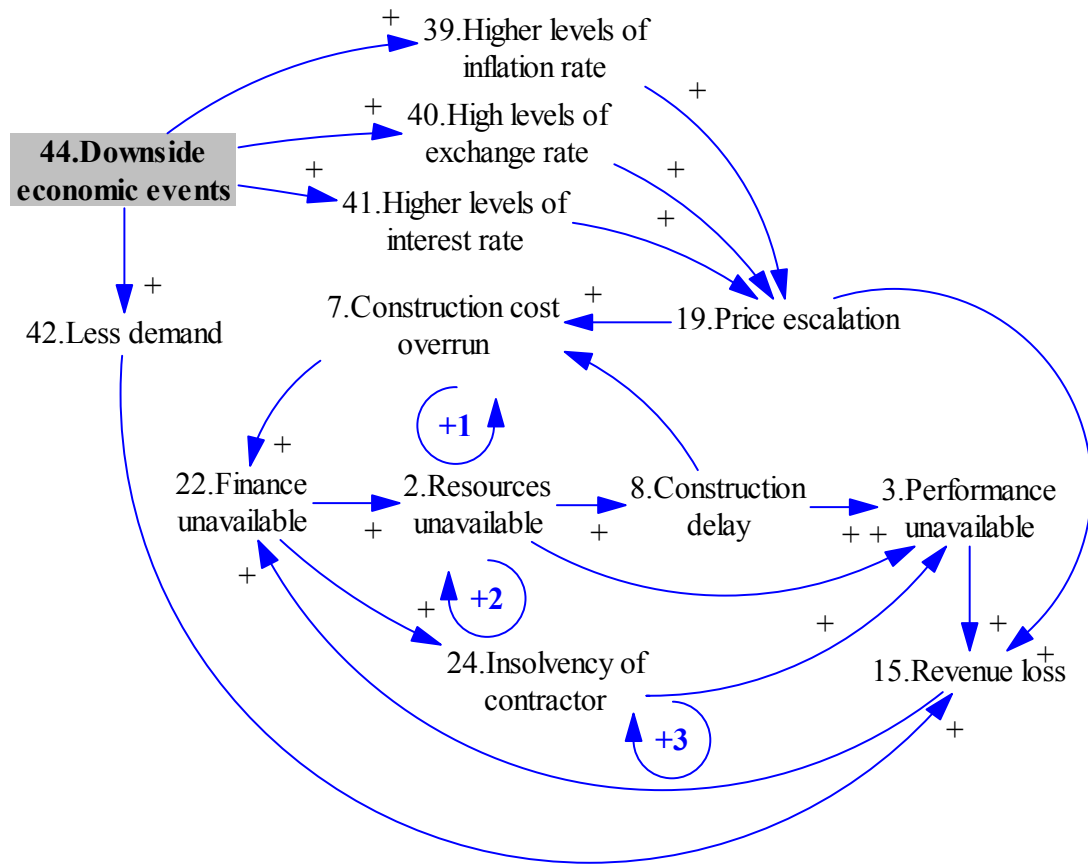 +
39.Higher levels of
inflation rate
+
+
40.High levels of
exchange rate
44.Downside
economic events
+
41.Higher levels of
interest rate
+
+
+
42.Less demand
7.Construction cost
overrun
+
19.Price escalation
+1
+
22.Finance
unavailable
+
2.Resources
unavailable
+
8.Construction
delay
+ +
3.Performance
unavailable
+
+2
+
+
+
24.Insolvency of
contractor
15.Revenue loss
+
+3
+